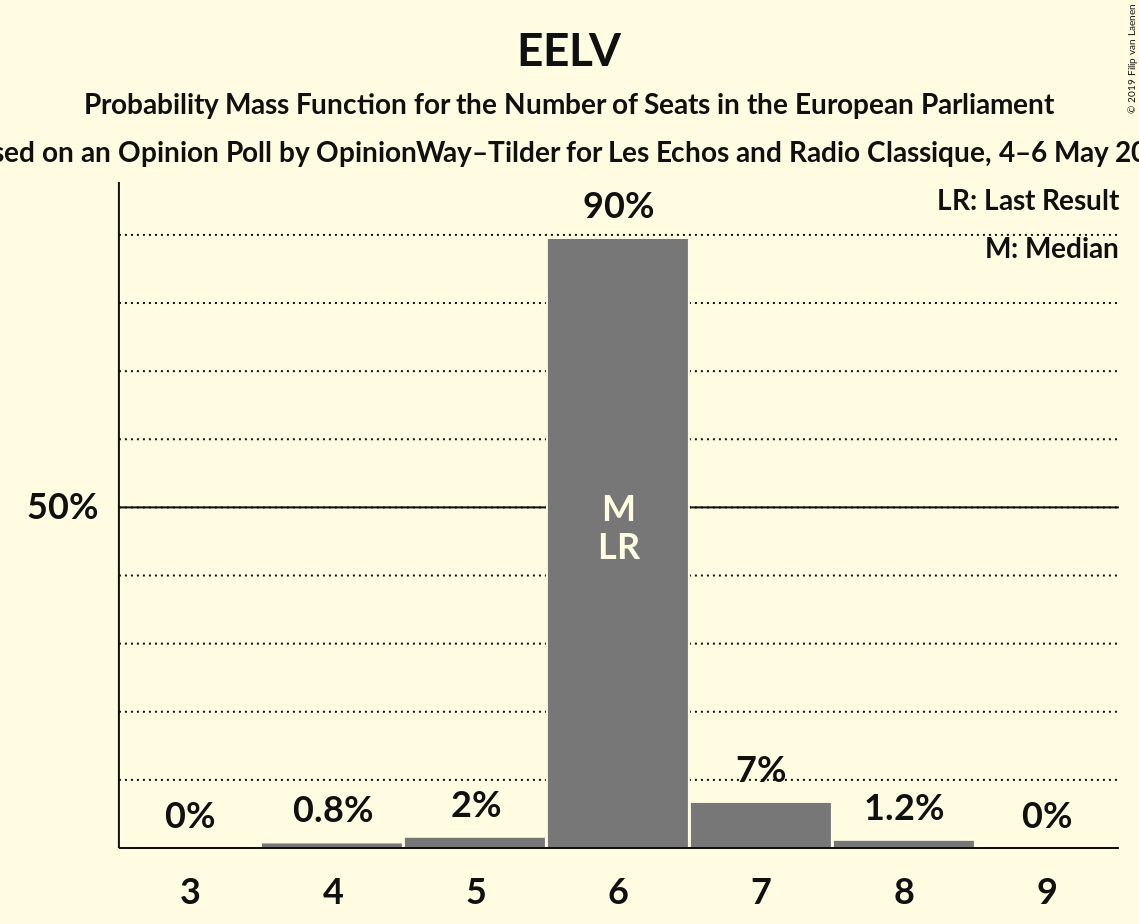 EELV
Probability Mass Function for the Number of Seats in the European Parliament
on an Opinion Poll by OpinionWay–Tilder for Les Echos and Radio Classique, 4–6 May
© 2019 Filip van Laenen
LR: Last Result
M: Median
90%
50%
M
LR
0%
0.8%
2%
7%
1.2%
0%
3 4 5 6 7 8 9